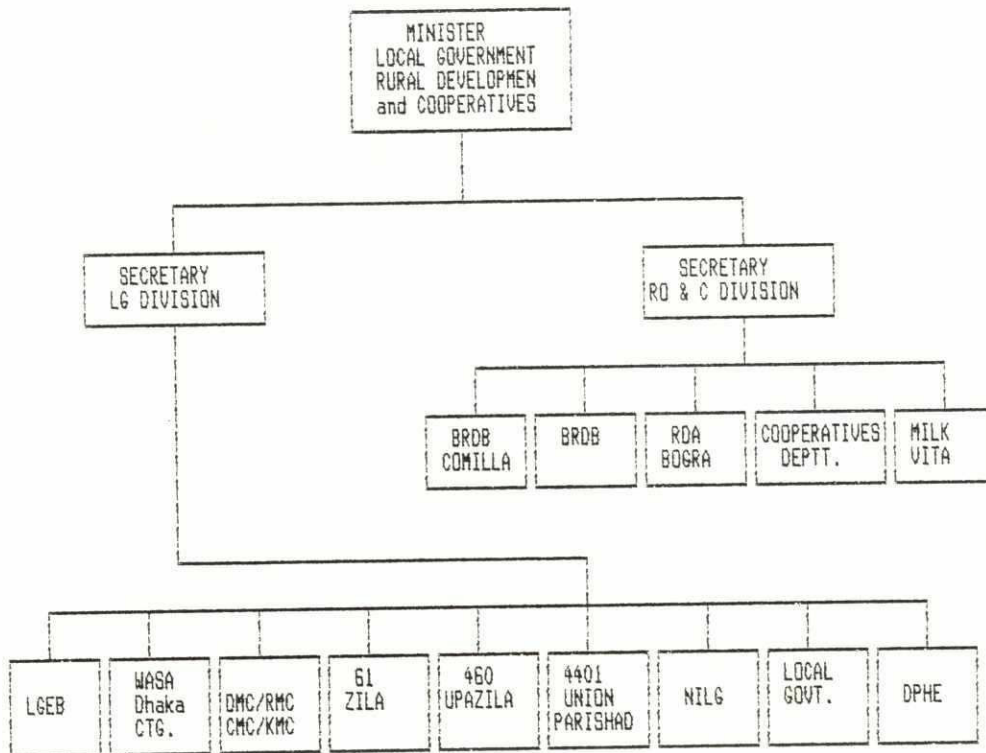 MINISTER
LOCAL GOVERNMENT
RURAL DEVELOPMEN
and COOPERATIVES
SECRETARY
LG DIVISION
SECRETARY
RO & C DIVISION
BRDB
COMILLA
BRDB
RDA
BOGRA
COOPERATIVES
DEPTT.
MILK
VITA
LGEB
WASA
Dhaka
CTG.
DMC/RMC
CMC/KMC
61
ZILA
460
UPAZILA
4401
UNION
PARISHAD
NILG
LOCAL
GOVT.
DPHE